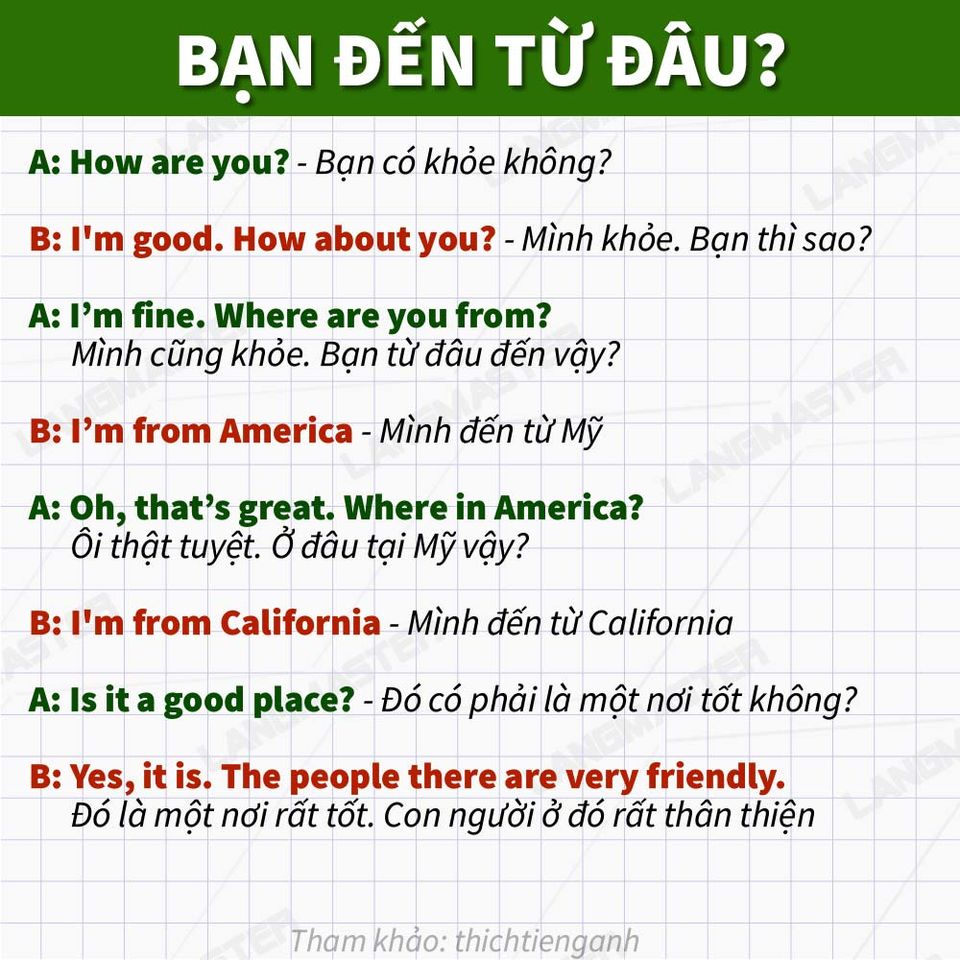 BẠN ĐẾN TỪ ĐÂU?
A: How are you? - Bạn có khỏe không?
B: I'm good. How about you? - Mình khỏe. Bạn thì sao?
A: I’m fine. Where are you from?
Mình cũng khỏe. Bạn từ đâu đến vậy?
B: I’m from America - Mình đến từ Mỹ
A: Oh, that’s great. Where in America?
Ôi thật tuyệt. Ở đâu tại Mỹ vậy?
B: I'm from California - Mình đến từ California
A: Is it a good place? - Đó có phải là một nơi tốt không?
B: Yes, it is. The people there are very friendly.
Đó là một nơi rất tốt. Con người ở đó rất thân thiện
Tham khảo: thichtienganh
LANGMASTER